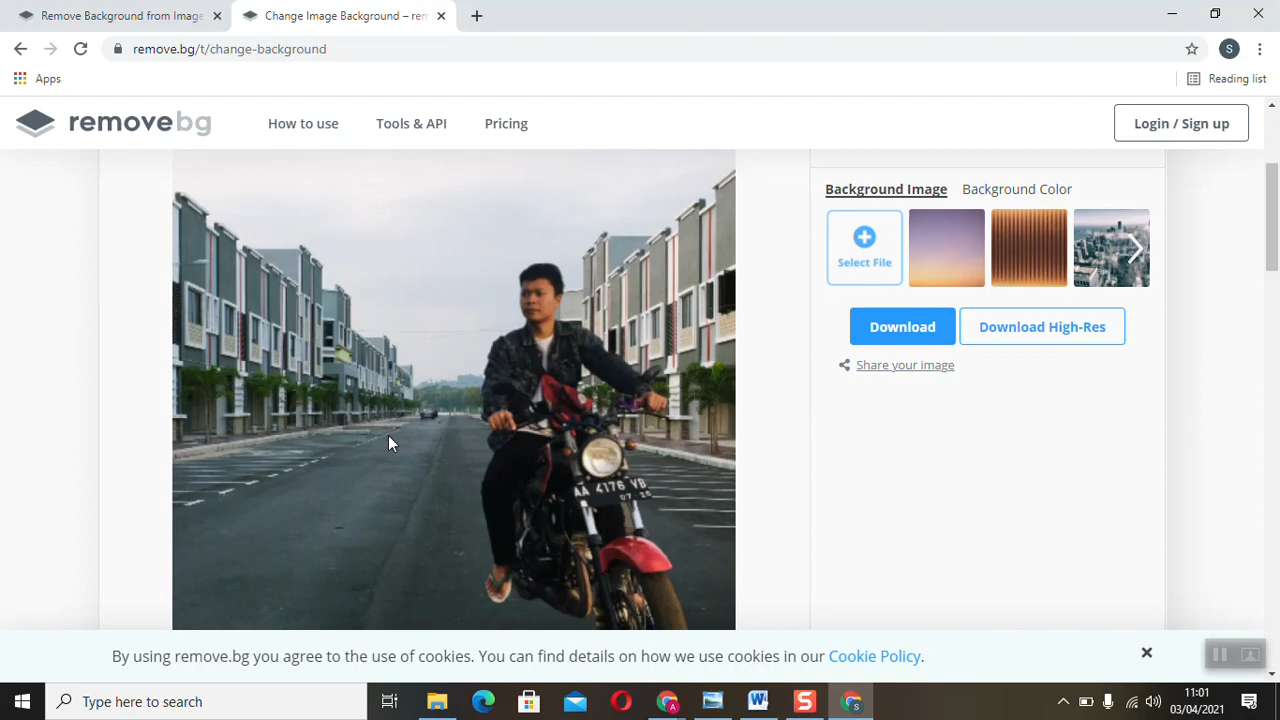 Remove Background from Image
Change Image Background – rem
remove.bg/t/change-background
S
Apps
Reading list
removebg
How to use
Tools & API
Pricing
Login / Sign up
Background Image
Background Color
Select File
Download
Download High-Res
Share your image
AA 4176 VB
07 26
By using remove.bg you agree to the use of cookies. You can find details on how we use cookies in our Cookie Policy.
Type here to search
11:01
03/04/2021